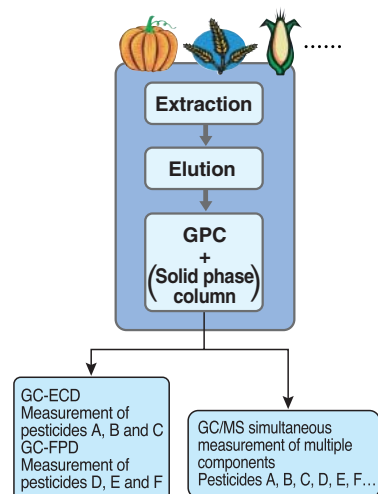 ......
Extraction
Elution
GPC
+
(Solid phase
column)
GC-ECD
Measurement of
pesticides A, B and C
GC-FPD
Measurement of
pesticides D, E and F
GC/MS simultaneous
measurement of multiple
components
Pesticides A, B, C, D, E, F...